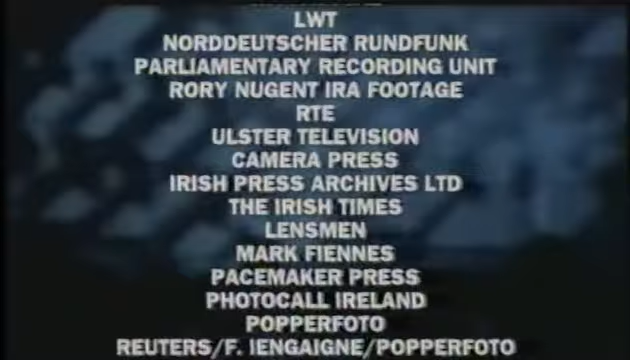 LWT
NORDDEUTSCHER RUNDFUNK
PARLIAMENTARY RECORDING UNIT
RORY NUGENT IRA FOOTAGE
RTE
ULSTER TELEVISION
CAMERA PRESS
IRISH PRESS ARCHIVES LTD
THE IRISH TIMES
LENSMEN
MARK FIENNES
PACEMAKER PRESS
PHOTOCALL IRELAND
POPPERFOTO
REUTERS/F. IENGAIGNE/POPPERFOTO